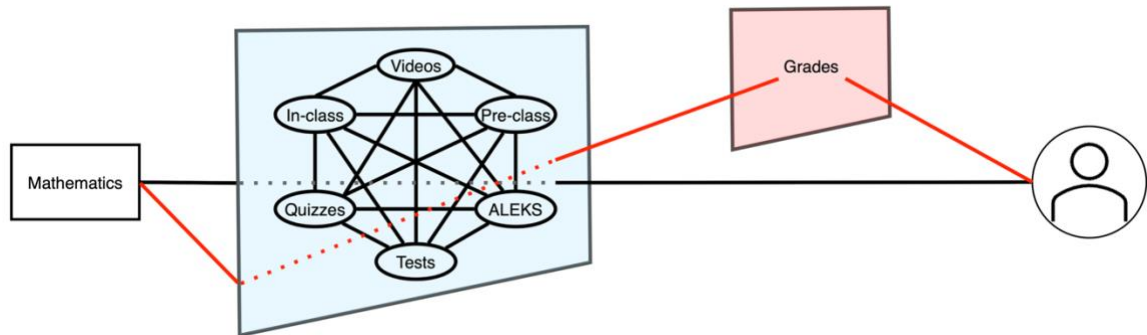 Videos
Grades
In-class
Pre-class
Mathematics
Quizzes
ALEKS
Tests